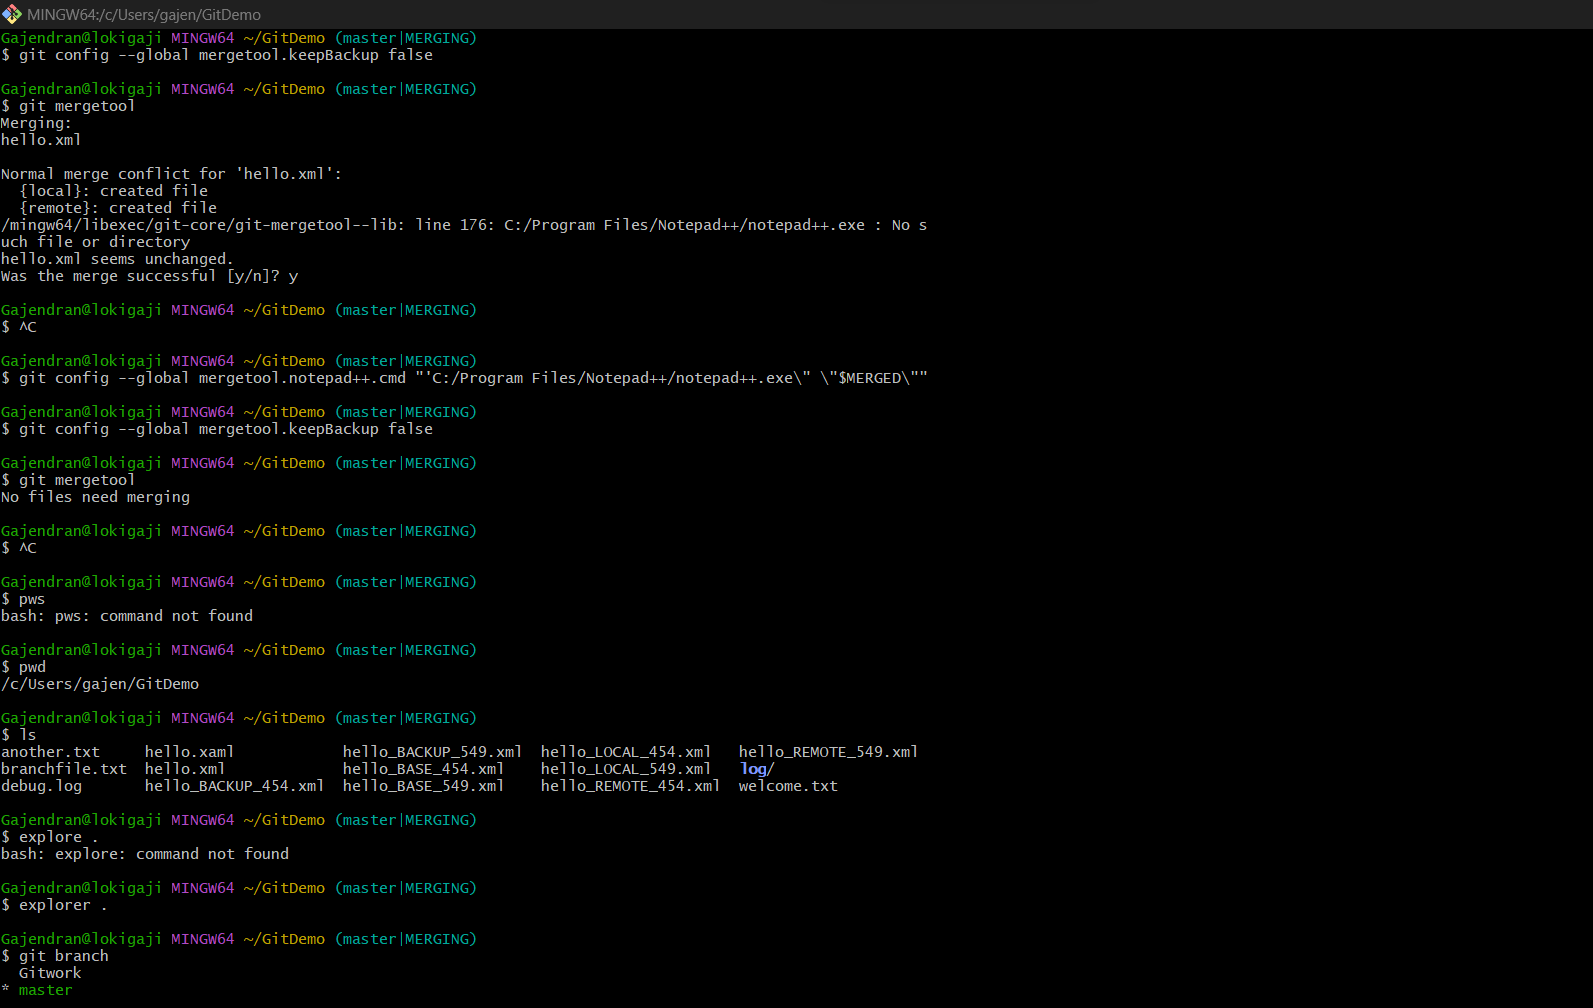 MINGW64:/c/Users/gajen/GitDemo
Gajendran@lokigaji MINGW64 ~/GitDemo (master|MERGING)
$ git config --global mergetool.keepBackup false
Gajendran@lokigaji MINGW64 ~/GitDemo (master|MERGING)
$ git mergetool
Merging:
hello.xml
Normal merge conflict for 'hello.xml':
  {local}: created file
  {remote}: created file
/mingw64/libexec/git-core/git-mergetool--lib: line 176: C:/Program Files/Notepad++/notepad++.exe : No s
uch file or directory
hello.xml seems unchanged.
Was the merge successful [y/n]? y
Gajendran@lokigaji MINGW64 ~/GitDemo (master|MERGING)
$ ^C
Gajendran@lokigaji MINGW64 ~/GitDemo (master|MERGING)
$ git config --global mergetool.notepad++.cmd "'C:/Program Files/Notepad++/notepad++.exe\" \"$MERGED\""
Gajendran@lokigaji MINGW64 ~/GitDemo (master|MERGING)
$ git config --global mergetool.keepBackup false
Gajendran@lokigaji MINGW64 ~/GitDemo (master|MERGING)
$ git mergetool
No files need merging
Gajendran@lokigaji MINGW64 ~/GitDemo (master|MERGING)
$ ^C
Gajendran@lokigaji MINGW64 ~/GitDemo (master|MERGING)
$ pws
bash: pws: command not found
Gajendran@lokigaji MINGW64 ~/GitDemo (master|MERGING)
$ pwd
/c/Users/gajen/GitDemo
Gajendran@lokigaji MINGW64 ~/GitDemo (master|MERGING)
$ ls
another.txt     hello.xaml            hello_BACKUP_549.xml  hello_LOCAL_454.xml   hello_REMOTE_549.xml
branchfile.txt  hello.xml             hello_BASE_454.xml    hello_LOCAL_549.xml   log/
debug.log       hello_BACKUP_454.xml  hello_BASE_549.xml    hello_REMOTE_454.xml  welcome.txt
Gajendran@lokigaji MINGW64 ~/GitDemo (master|MERGING)
$ explore .
bash: explore: command not found
Gajendran@lokigaji MINGW64 ~/GitDemo (master|MERGING)
$ explorer .
Gajendran@lokigaji MINGW64 ~/GitDemo (master|MERGING)
$ git branch
  Gitwork
* master